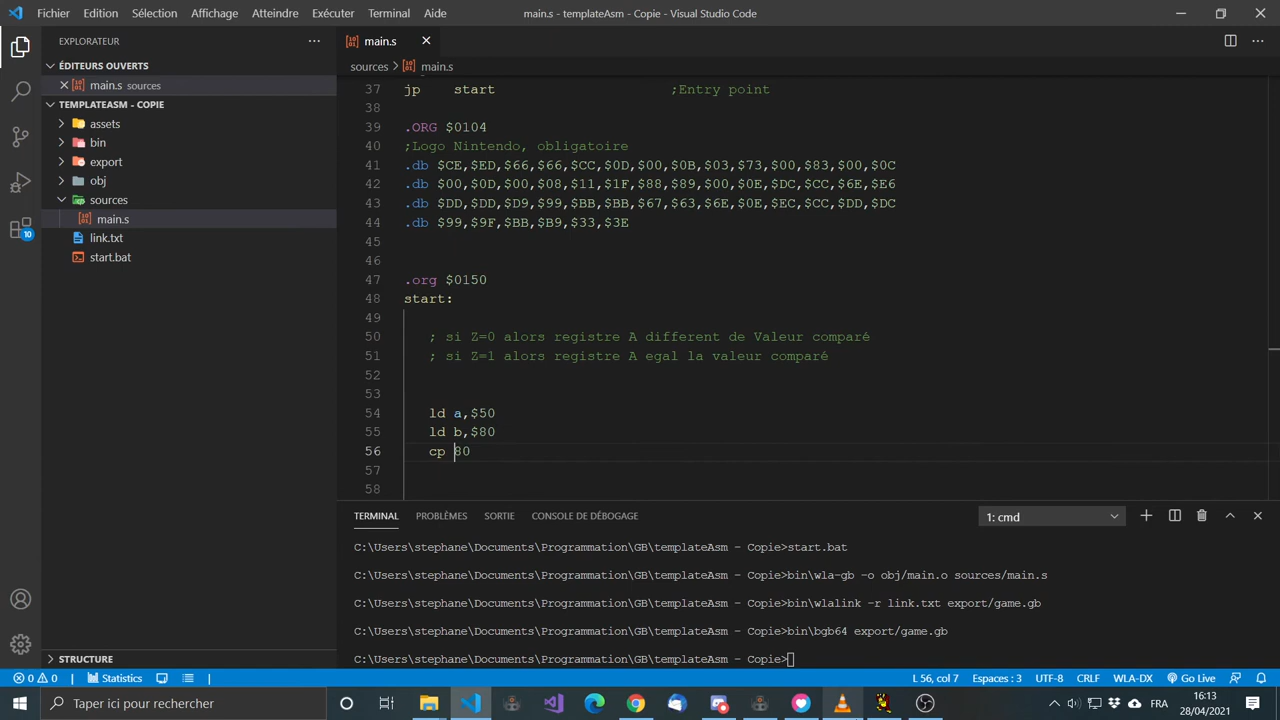 Fichier Edition Sélection Affichage Atteindre Exécuter Terminal Aide main.s - templateAsm - Copie - Visual Studio Code
EXPLORATEAUR
ÉDITEURS OUVERTS
main.s sources
TEMPLATEASM - COPIE
assets
bin
export
obj
sources
main.s
link.txt
start.bat
STRUCTURE
10
main.s
sources > main.s
37 jp start ;Entry point
38
39 .ORG $0104
40 ;Logo Nintendo, obligatoire
41 .db $CE,$ED,$66,$66,$CC,$0D,$00,$0B,$03,$73,$00,$83,$00,$0C
42 .db $00,$0D,$00,$08,$11,$1F,$88,$89,$00,$0E,$DC,$CC,$6E,$E6
43 .db $DD,$DD,$D9,$99,$BB,$BB,$67,$63,$6E,$0E,$EC,$CC,$DD,$DC
44 .db $99,$9F,$BB,$B9,$33,$3E
45
46
47 .org $0150
48 start:
49
50 ; si Z=0 alors registre A different de Valeur comparé
51 ; si Z=1 alors registre A egal la valeur comparé
52
53
54 ld a,$50
55 ld b,$80
56 cp 80
57
58
TERMINAL PROBLÈMES SORTIE CONSOLE DE DÉBOGAGE 1: cmd
C:\Users\stephane\Documents\Programmation\GB\templateAsm - Copie>start.bat
C:\Users\stephane\Documents\Programmation\GB\templateAsm - Copie>bin\wla-gb -o obj/main.o sources/main.s
C:\Users\stephane\Documents\Programmation\GB\templateAsm - Copie>bin\wlalink -r link.txt export/game.gb
C:\Users\stephane\Documents\Programmation\GB\templateAsm - Copie>bin\bgb64 export/game.gb
C:\Users\stephane\Documents\Programmation\GB\templateAsm - Copie>
0 0 Statistics L 56, col 7 Espaces : 3 UTF-8 CRLF WLA-DX Go Live
Taper ici pour rechercher FRA 16:13
28/04/2021